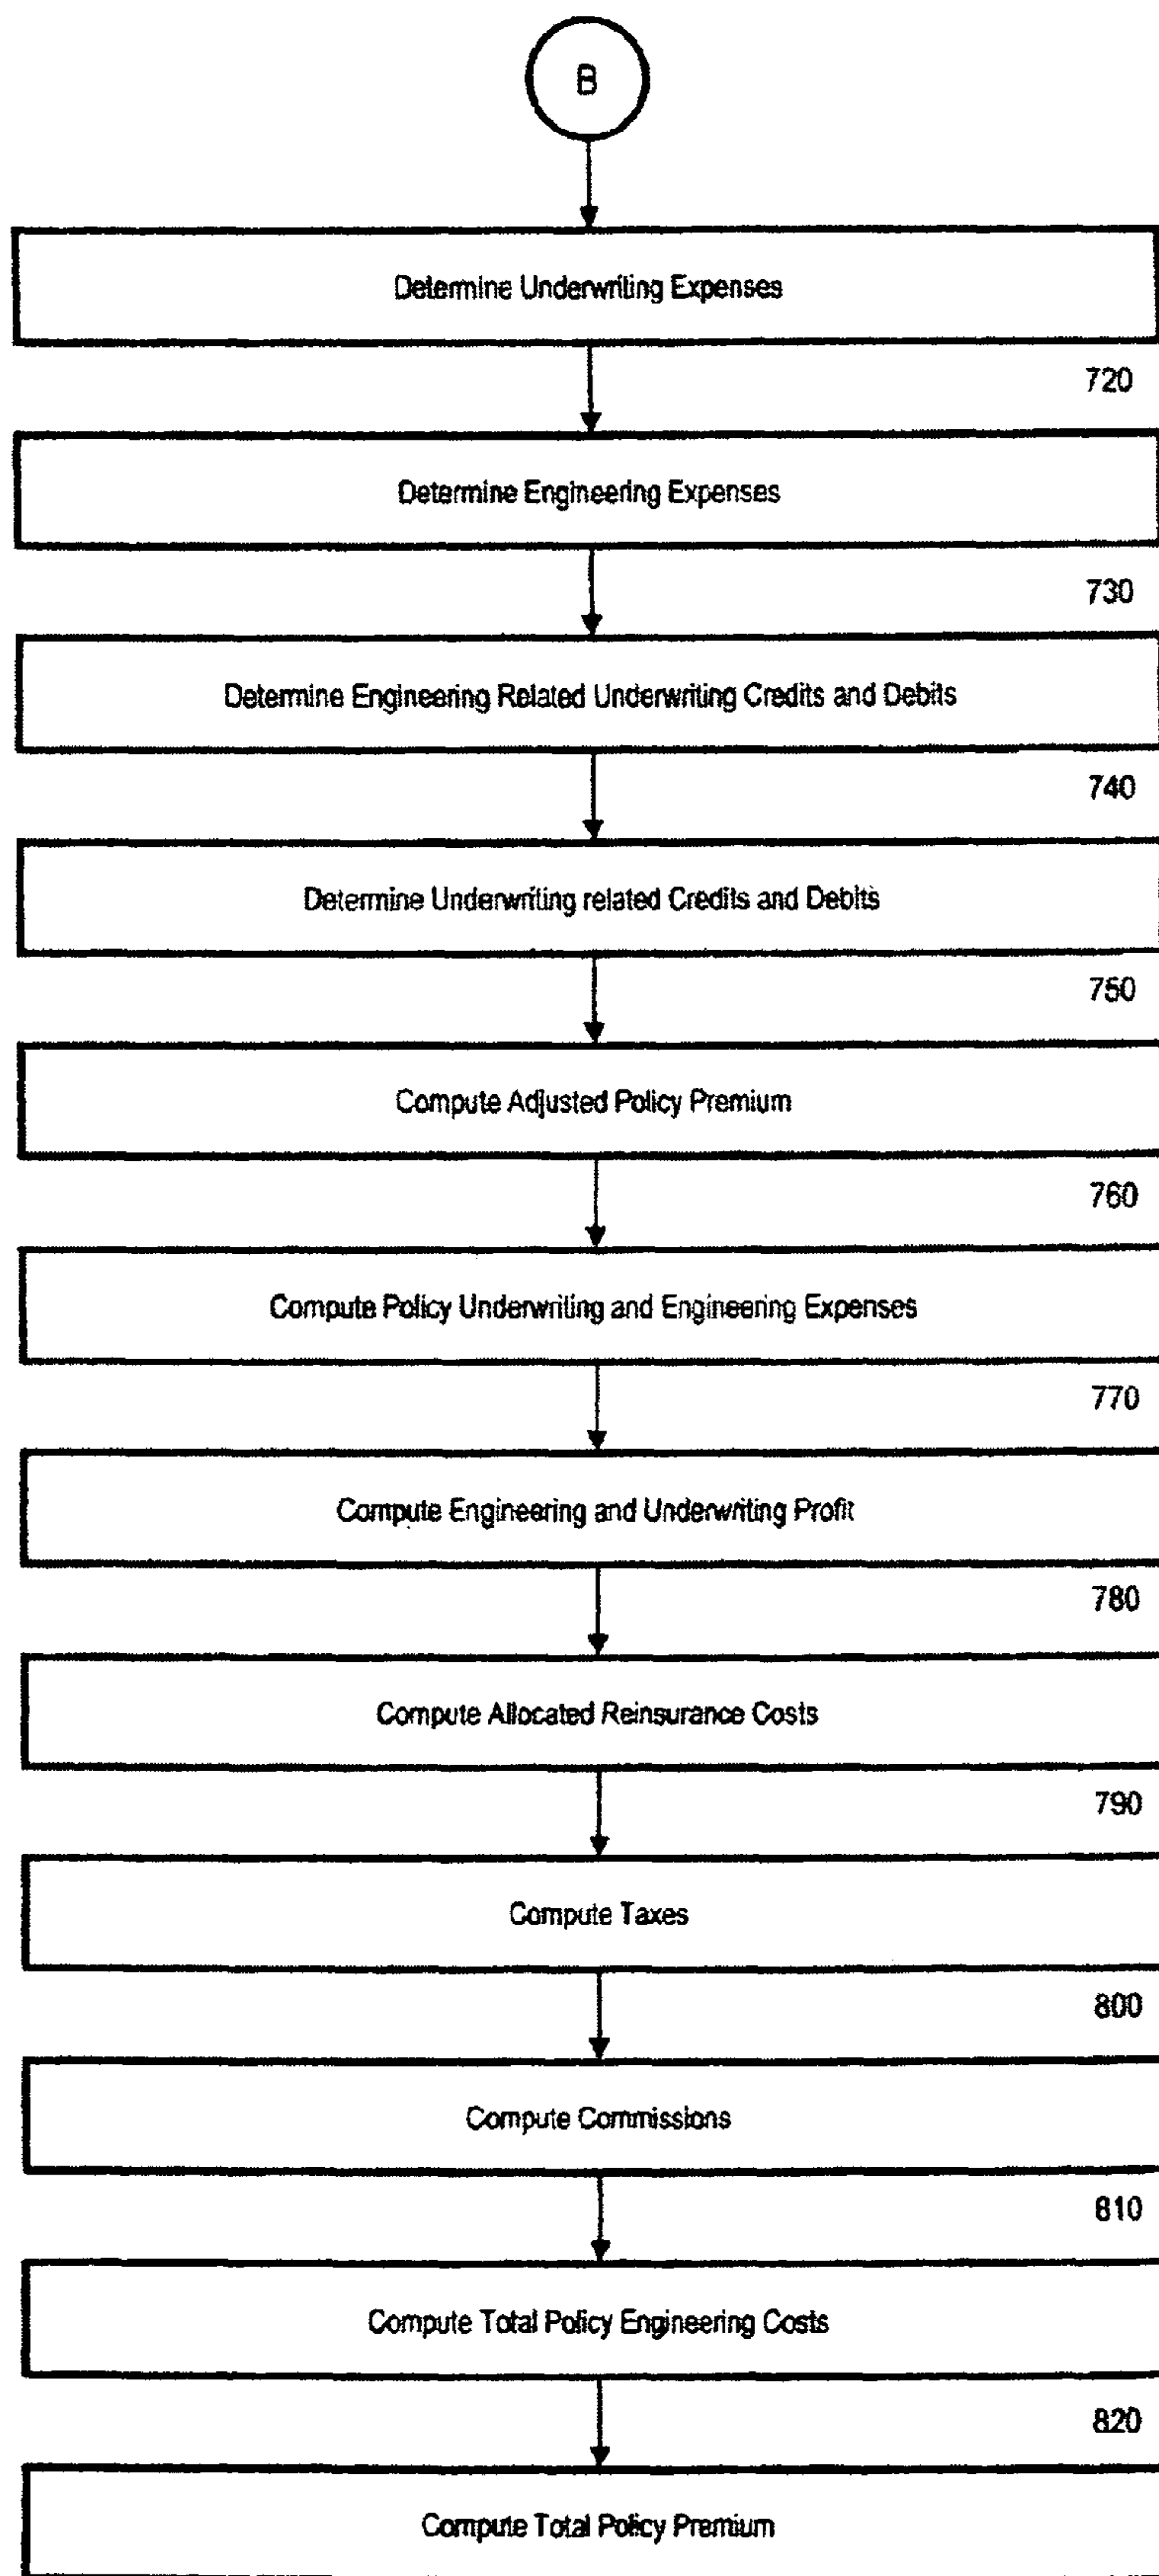 B
Determine Underwriting Expenses
720
Determine Engineering Expenses
730
Determine Engineering Related Underwriting Credits and Debits
740
Determine Underwriting related Credits and Debits
750
Compute Adjusted Policy Premium
760
Compute Policy Underwriting and Engineering Expenses
770
Compute Engineering and Underwriting Profit
780
Compute Allocated Reinsurance Costs
790
Compute Taxes
800
Compute Commissions
810
Compute Total Policy Engineering Costs
820
Compute Total Policy Premium